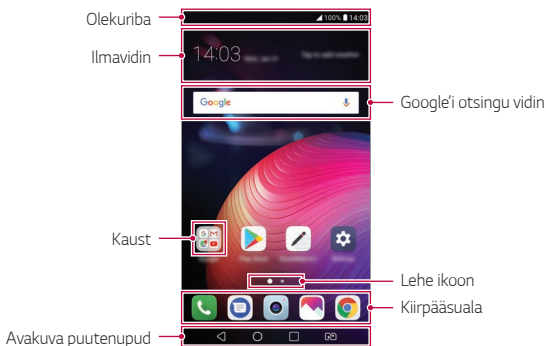 Olekuriba
100% 14:03
Ilmavidin
14:03
Google
Google'i otsingu vidin
Kaust
Lehe ikoon
Kiirpääsuala
Avakuva puutenupud